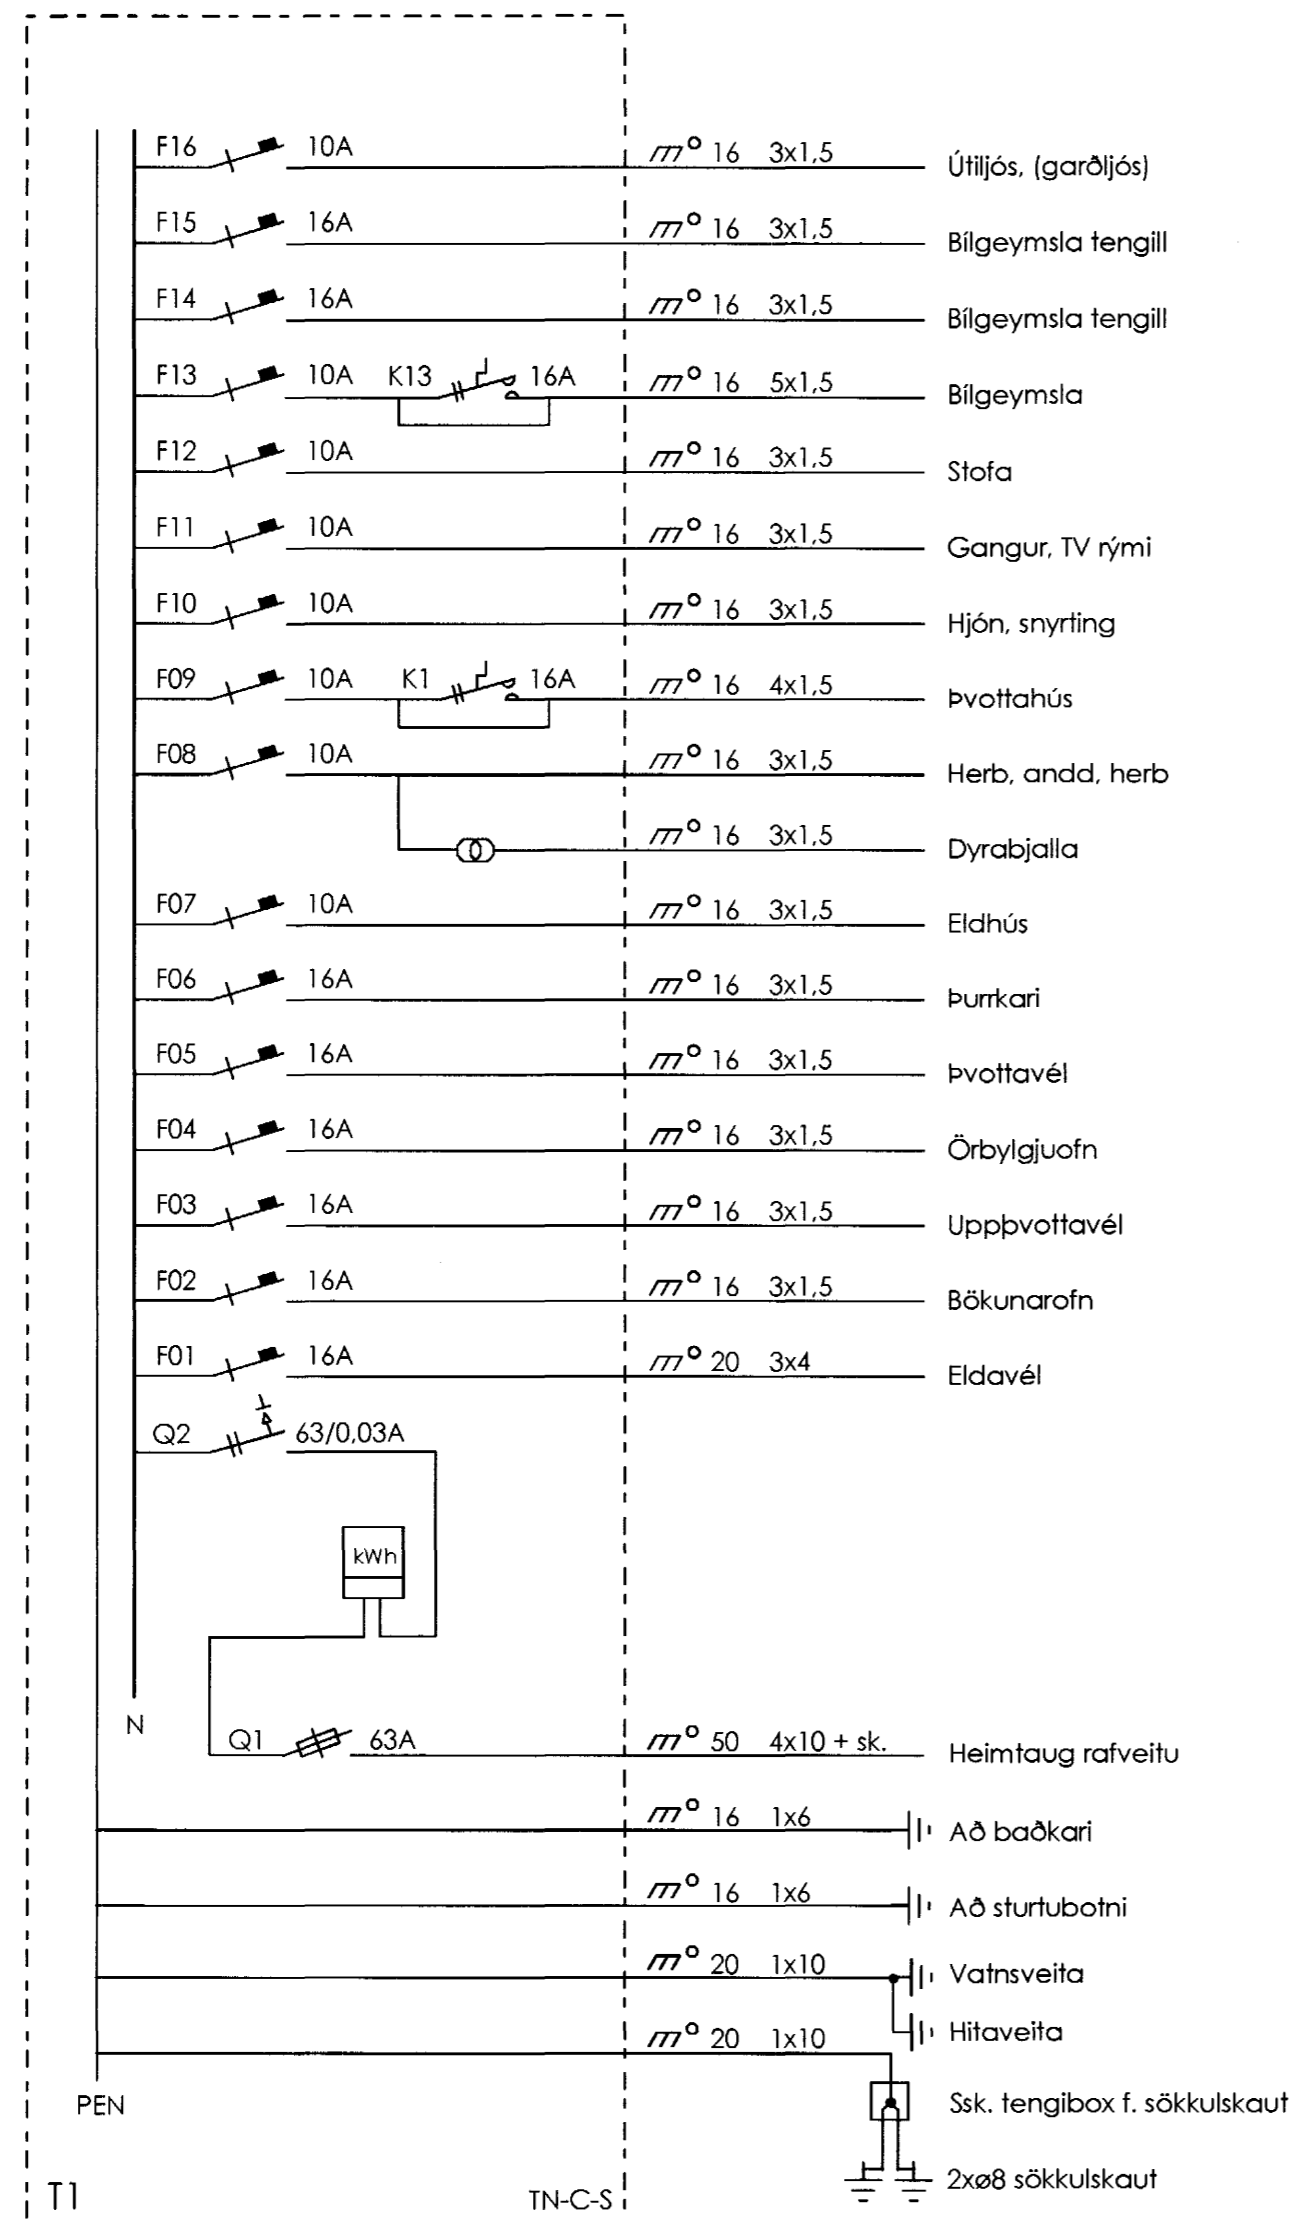 F16 10A 16 3x1,5 Útiljós, (garðljós)
F15 16A 16 3x1,5 Bílgeymsla tengill
F14 16A 16 3x1,5 Bílgeymsla tengill
F13 10A K13 16A 16 5x1,5 Bílgeymsla
F12 10A 16 3x1,5 Stofa
F11 10A 16 3x1,5 Gangur, TV rými
F10 10A 16 3x1,5 Hjón, snyrting
F09 10A K1 16A 16 4x1,5 Þvottahús
F08 10A 16 3x1,5 Herb, andd, herb
16 3x1,5 Dyrabjalla
F07 10A 16 3x1,5 Eldhús
F06 16A 16 3x1,5 Þurrkari
F05 16A 16 3x1,5 Þvottavél
F04 16A 16 3x1,5 Örbylgjuofn
F03 16A 16 3x1,5 Uppþvottavél
F02 16A 16 3x1,5 Bökunarofn
F01 16A 20 3x4 Eldavél
Q2 63/0,03A
kWh
N
Q1 63A 50 4x10 + sk. Heimtaug rafveitu
16 1x6 Að baðkari
16 1x6 Að sturtubotni
20 1x10 Vatnsveita
Hitaveita
20 1x10
PEN Ssk. tengibox f. sökkulskaut
2xø8 sökkulskaut
T1 TN-C-S